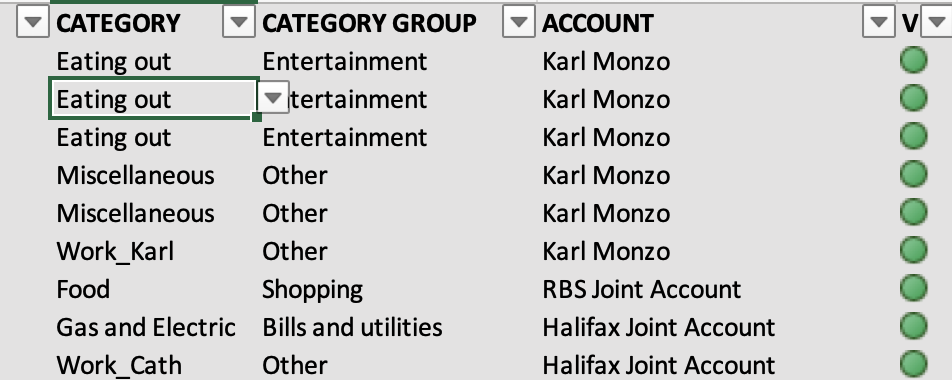 CATEGORY CATEGORY GROUP ACCOUNT V
Eating out Entertainment Karl Monzo
Eating out tertainment Karl Monzo
Eating out Entertainment Karl Monzo
Miscellaneous Other Karl Monzo
Miscellaneous Other Karl Monzo
Work_Karl Other Karl Monzo
Food Shopping RBS Joint Account
Gas and Electric Bills and utilities Halifax Joint Account
Work_Cath Other Halifax Joint Account